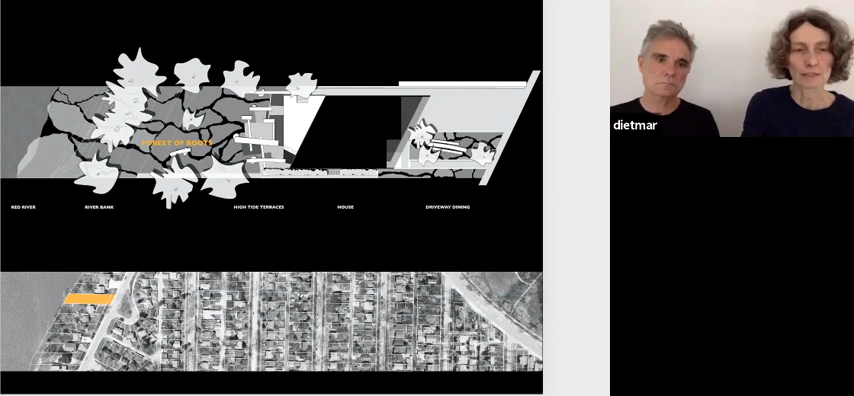 FOREST OF ROOTS
RED RIVER
RIVER BANK
HIGH TIDE TERRACES
HOUSE
DRIVEWAY DINING
dietmar